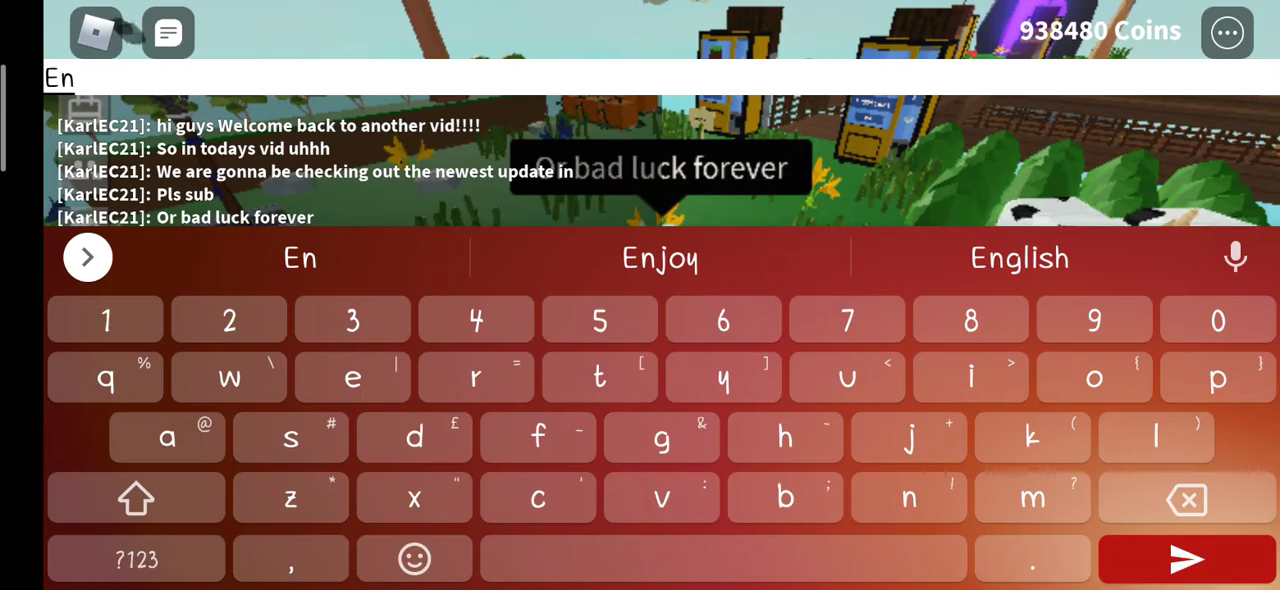 938480 Coins
En
[KarlEC21]: hi guys Welcome back to another vid!!!!
[KarlEC21]: So in todays vid uhhh
[KarlEC21]: We are gonna be checking out the newest update in
[KarlEC21]: Pls sub
[KarlEC21]: Or bad luck forever
Or bad luck forever
En Enjoy English
1 2 3 4 5 6 7 8 9 0
% \ | = [ ] < > { }
q w e r t y u i o p
@ # £ - & ~ + ( )
a s d f g h j k l
* " ' : ; / ?
z x c v b n m
?123 , .